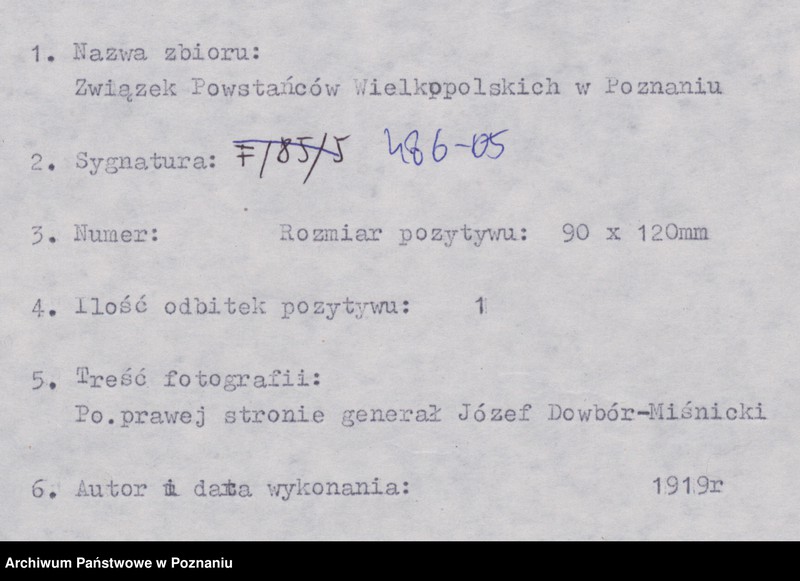 1. Nazwa zbioru:
Związek Powstańców Wielkppolskich w Poznaniu
2. Sygnatura: F/85/5 486-05
3. Numer: Rozmiar pozytywu: 90 x 120mm
4. Ilość odbitek pozytywu: 1
5. Treść fotografii:
Po.prawej stronie generał Józef Dowbór-Miśnicki
6. Autor i data wykonania: 1919r
Archiwum Państwowe w Poznaniu